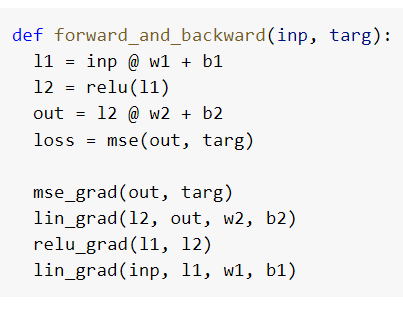 def forward_and_backward(inp, targ):
  l1 = inp @ w1 + b1
  l2 = relu(l1)
  out = l2 @ w2 + b2
  loss = mse(out, targ)

  mse_grad(out, targ)
  lin_grad(l2, out, w2, b2)
  relu_grad(l1, l2)
  lin_grad(inp, l1, w1, b1)